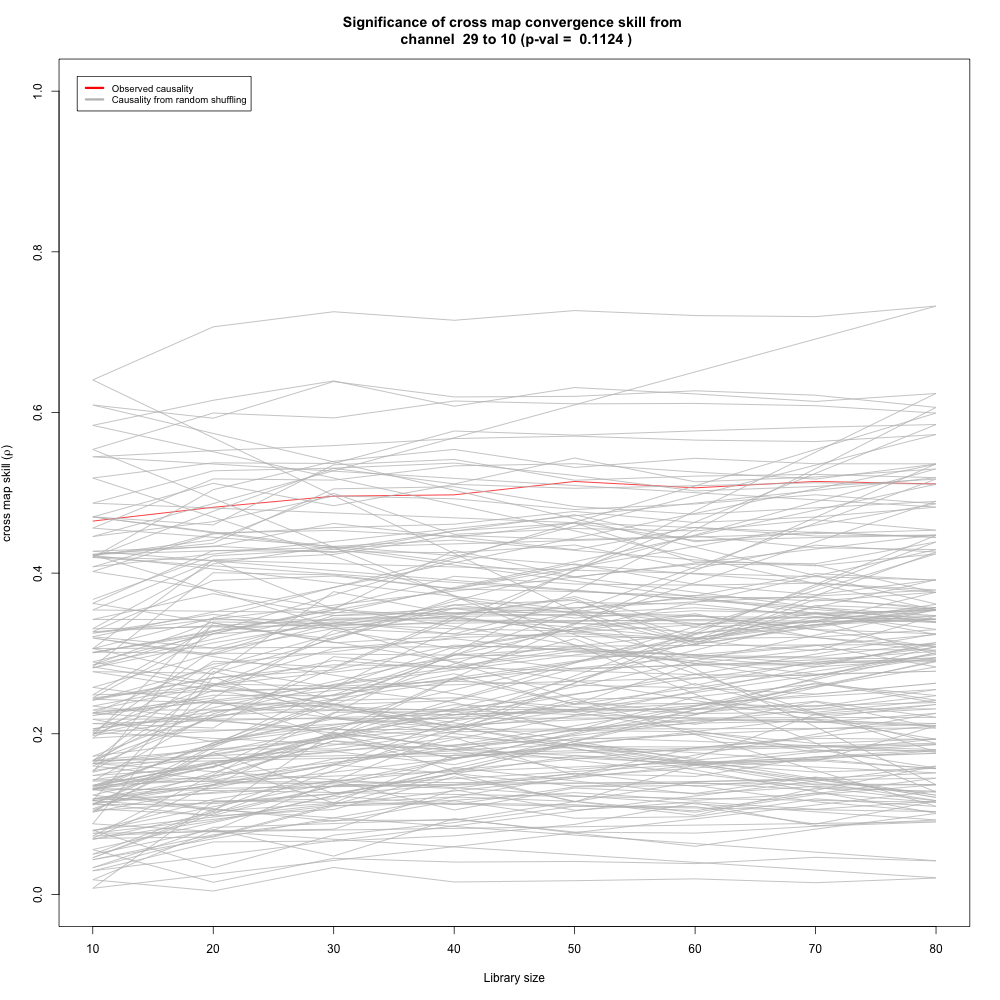 Significance of cross map convergence skill from
channel  29 to 10 (p-val =  0.1124 )
Observed causality
Causality from random shuffling
cross map skill (ρ)
1.0
0.8
0.6
0.4
0.2
0.0
10 20 30 40 50 60 70 80
Library size